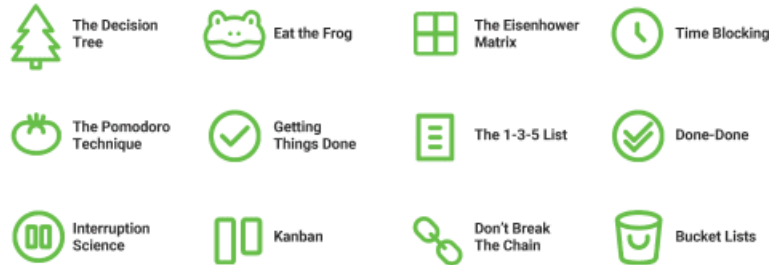 The Decision
Tree
Eat the Frog
The Eisenhower
Matrix
Time Blocking
The Pomodoro
Technique
Getting
Things Done
The 1-3-5 List
Done-Done
Interruption
Science
Kanban
Don't Break
The Chain
Bucket Lists